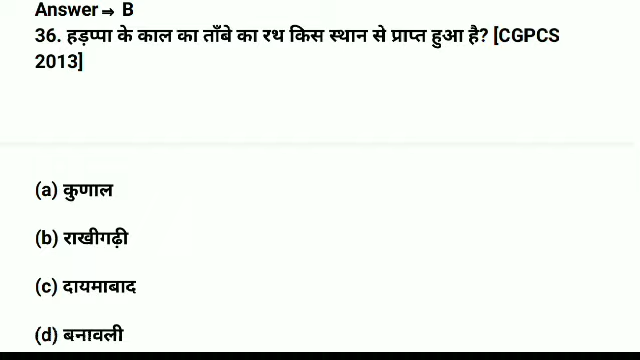 Answer⇒ B
36. हड़प्पा के काल का ताँबे का रथ किस स्थान से प्राप्त हुआ है? [CGPCS
2013]
(a) कुणाल
(b) राखीगढ़ी
(c) दायमाबाद
(d) बनावली